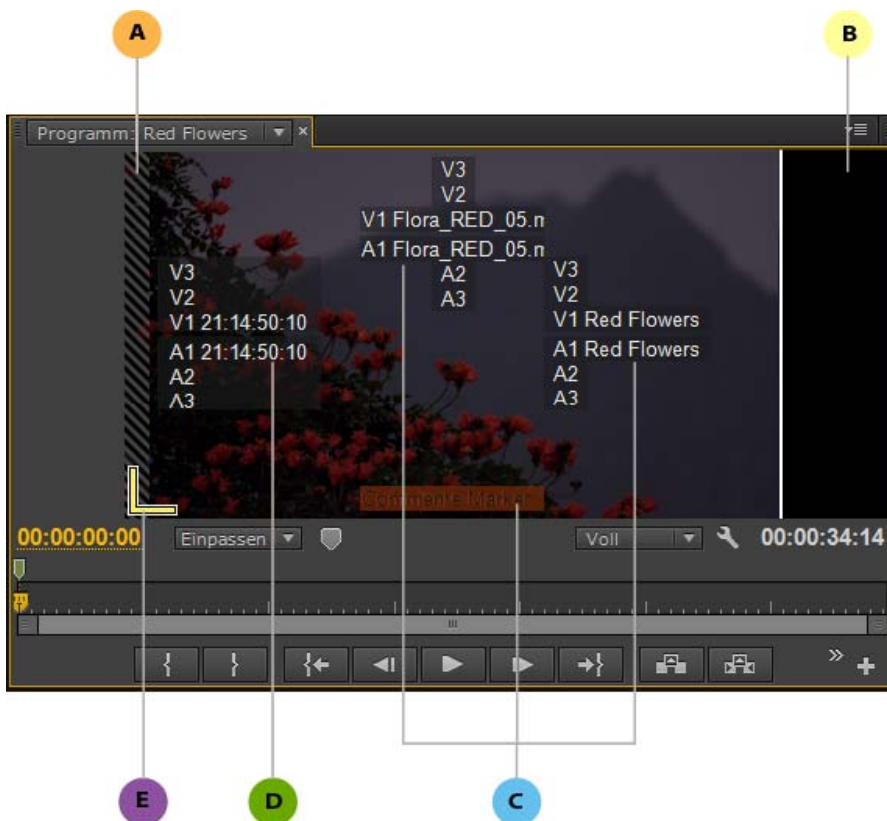 A
B
Programm: Red Flowers
V3
V2
V1 Flora_RED_05.m
A1 Flora_RED_05.m
A2
A3
V3
V2
V1 21:14:50:10
A1 21:14:50:10
A2
A3
V3
V2
V1 Red Flowers
A1 Red Flowers
A2
A3
Comments Marker
00:00:00:00
Einpassen
Voll
00:00:34:14
E
D
C